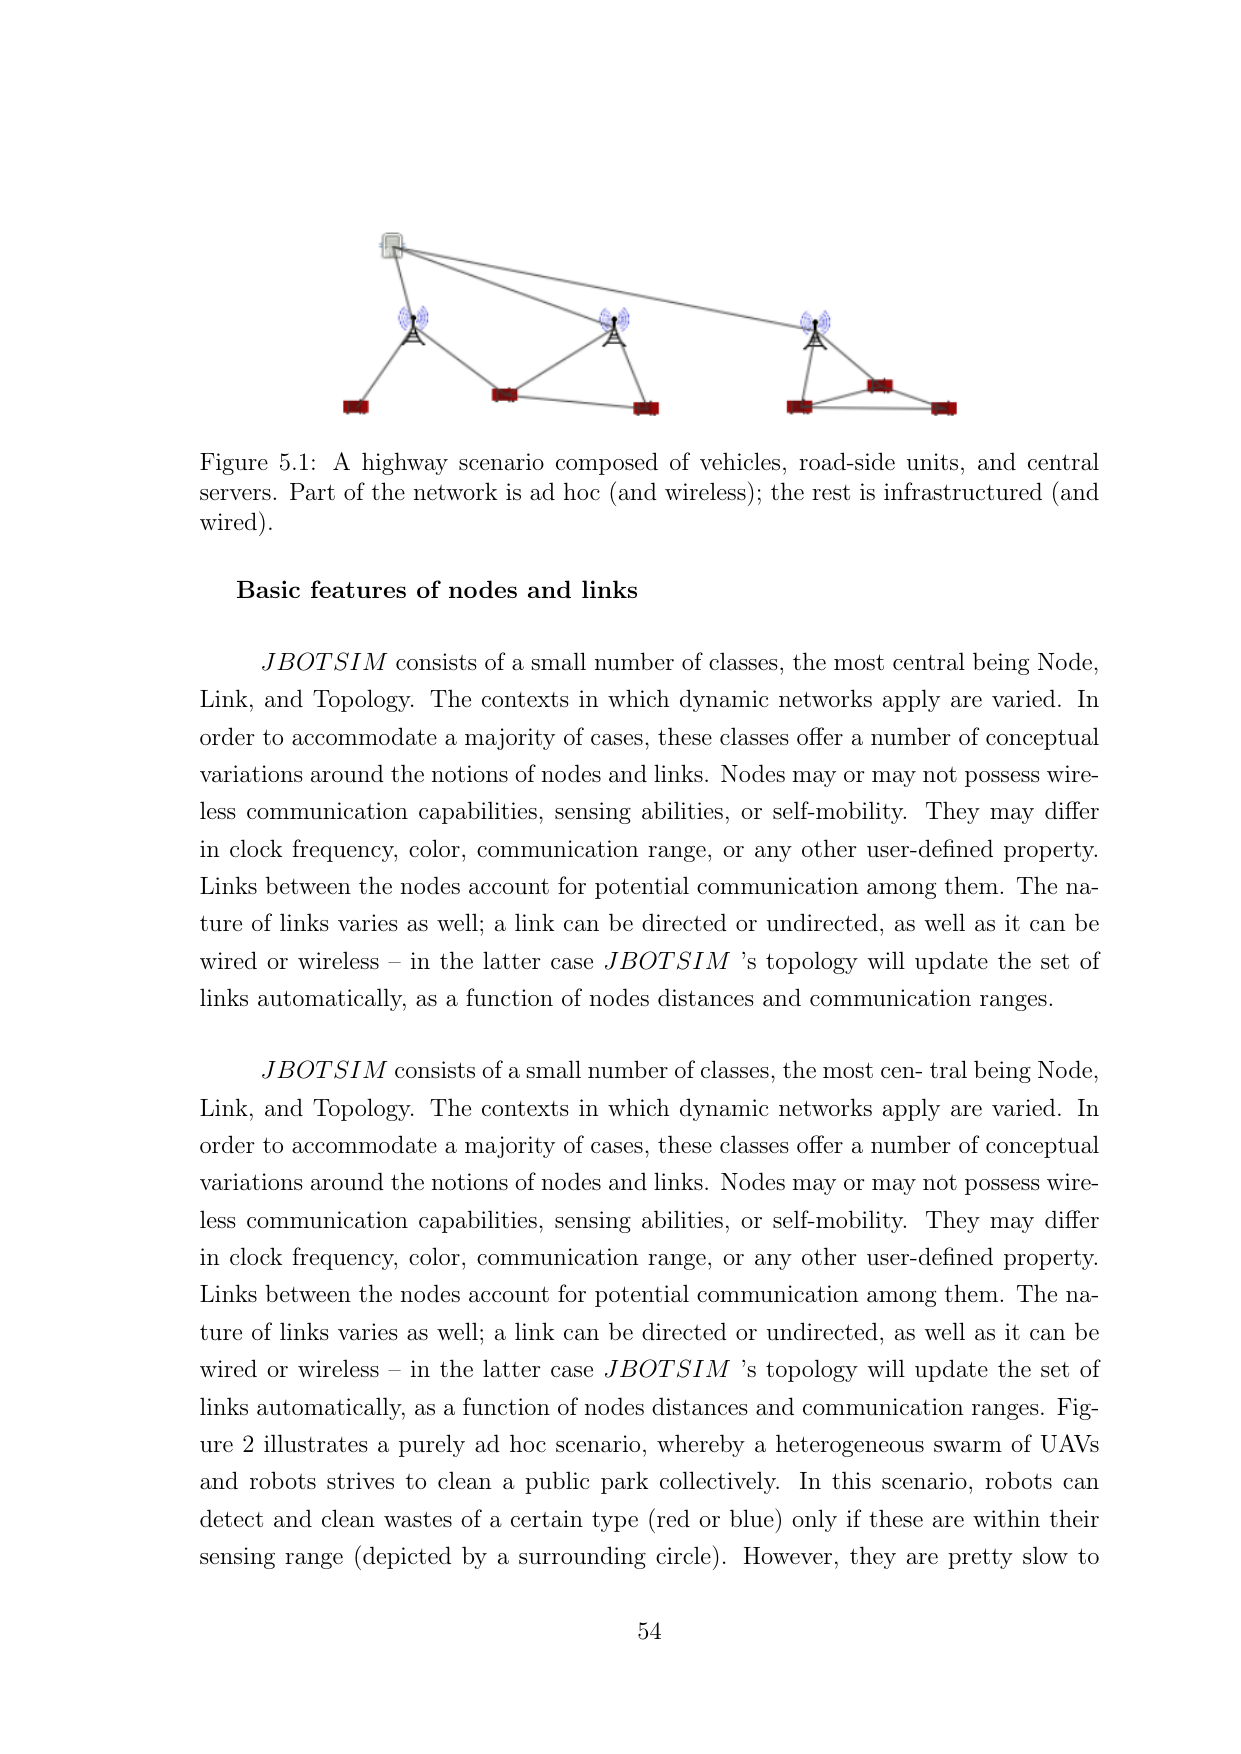 Figure 5.1: A highway scenario composed of vehicles, road-side units, and central
servers. Part of the network is ad hoc (and wireless); the rest is infrastructured (and
wired).
Basic features of nodes and links
JBOTSIM consists of a small number of classes, the most central being Node,
Link, and Topology. The contexts in which dynamic networks apply are varied. In
order to accommodate a majority of cases, these classes offer a number of conceptual
variations around the notions of nodes and links. Nodes may or may not possess wire-
less communication capabilities, sensing abilities, or self-mobility. They may differ
in clock frequency, color, communication range, or any other user-defined property.
Links between the nodes account for potential communication among them. The na-
ture of links varies as well; a link can be directed or undirected, as well as it can be
wired or wireless – in the latter case JBOTSIM 's topology will update the set of
links automatically, as a function of nodes distances and communication ranges.
JBOTSIM consists of a small number of classes, the most cen- tral being Node,
Link, and Topology. The contexts in which dynamic networks apply are varied. In
order to accommodate a majority of cases, these classes offer a number of conceptual
variations around the notions of nodes and links. Nodes may or may not possess wire-
less communication capabilities, sensing abilities, or self-mobility. They may differ
in clock frequency, color, communication range, or any other user-defined property.
Links between the nodes account for potential communication among them. The na-
ture of links varies as well; a link can be directed or undirected, as well as it can be
wired or wireless – in the latter case JBOTSIM 's topology will update the set of
links automatically, as a function of nodes distances and communication ranges. Fig-
ure 2 illustrates a purely ad hoc scenario, whereby a heterogeneous swarm of UAVs
and robots strives to clean a public park collectively. In this scenario, robots can
detect and clean wastes of a certain type (red or blue) only if these are within their
sensing range (depicted by a surrounding circle). However, they are pretty slow to
54